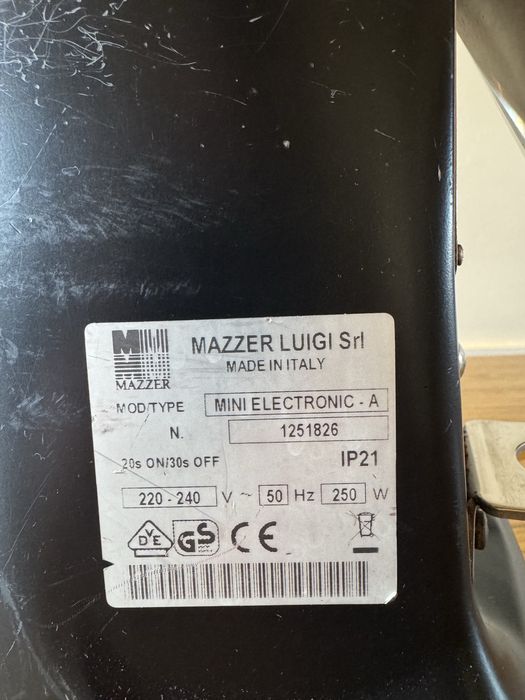 MAZZER
MAZZER LUIGI Srl
MADE IN ITALY
MOD/TYPE MINI ELECTRONIC - A
N. 1251826
20s ON/30s OFF IP21
220 - 240 V ~ 50 Hz 250 W
DVE GS CE